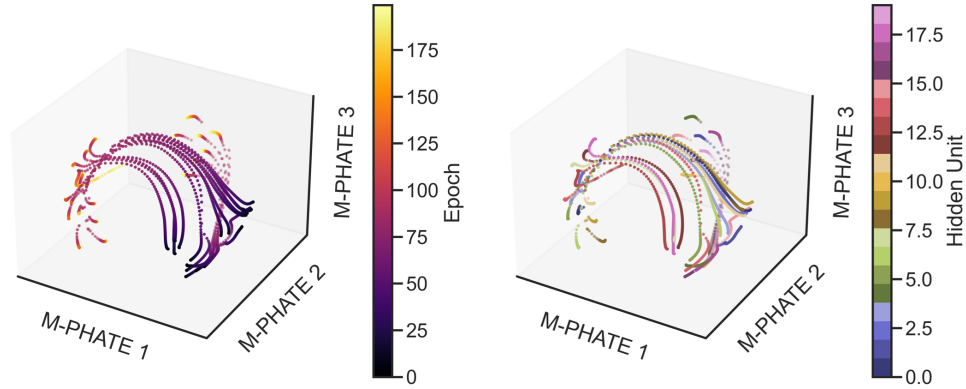 M-PHATE 1
M-PHATE 2
M-PHATE 3
175
150
125
100
75
50
25
0
Epoch
M-PHATE 1
M-PHATE 2
M-PHATE 3
17.5
15.0
12.5
10.0
7.5
5.0
2.5
0.0
Hidden Unit